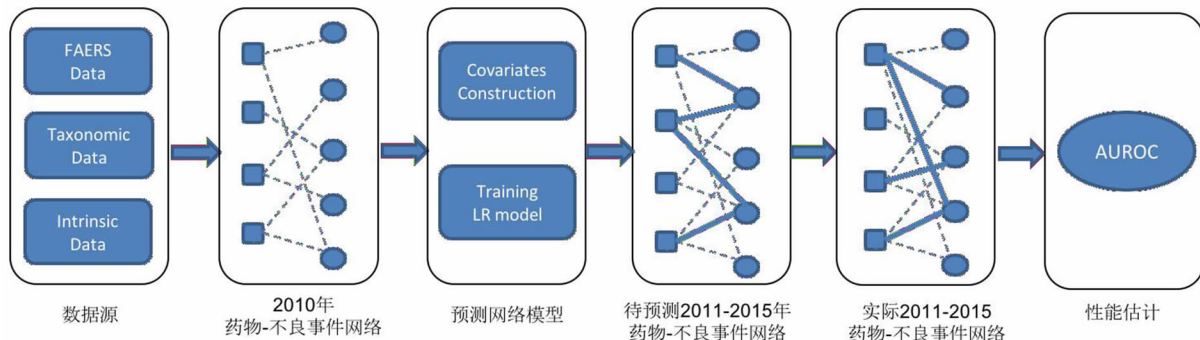 FAERS
Data
Taxonomic
Data
Intrinsic
Data
数据源
2010年
药物-不良事件网络
Covariates
Construction
Training
LR model
预测网络模型
待预测2011-2015年
药物-不良事件网络
实际2011-2015
药物-不良事件网络
AUROC
性能估计